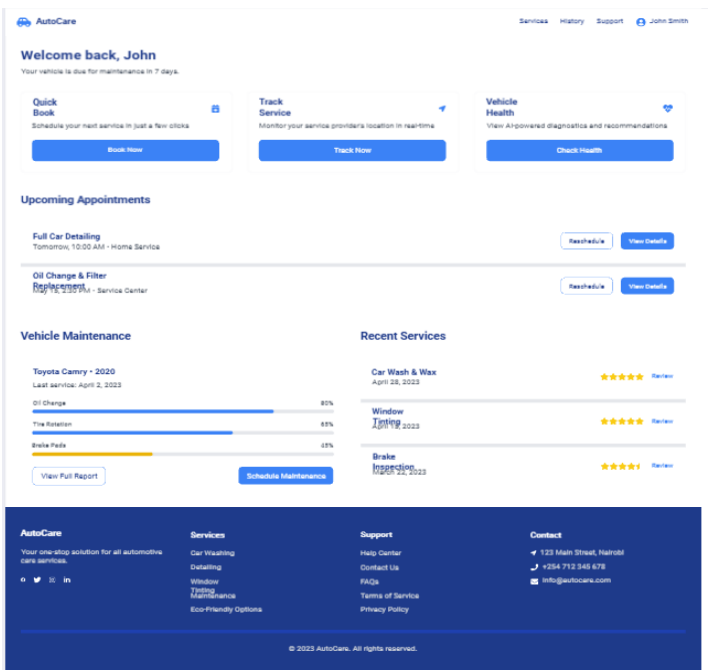 AutoCare
Services History Support John Smith
Welcome back, John
Your vehicle is due for maintenance in 7 days.
Quick
Book
Schedule your next service in just a few clicks
Book Now
Track
Service
Monitor your service provider's location in real-time
Track Now
Vehicle
Health
View AI-powered diagnostics and recommendations
Check Health
Upcoming Appointments
Full Car Detailing
Tomorrow, 10:00 AM - Home Service
Reschedule View Details
Oil Change & Filter
Replacement
May 15, 2:30 PM - Service Center
Reschedule View Details
Vehicle Maintenance
Toyota Camry • 2020
Last service: April 2, 2023
Oil Change 80%
Tire Rotation 65%
Brake Pads 45%
View Full Report Schedule Maintenance
Recent Services
Car Wash & Wax
April 28, 2023
Review
Window
Tinting
April 15, 2023
Review
Brake
Inspection
March 22, 2023
Review
AutoCare
Your one-stop solution for all automotive
care services.
Services
Car Washing
Detailing
Window
Tinting
Maintenance
Eco-Friendly Options
Support
Help Center
Contact Us
FAQs
Terms of Service
Privacy Policy
Contact
123 Main Street, Nairobi
+254 712 345 678
info@autocare.com
© 2023 AutoCare. All rights reserved.